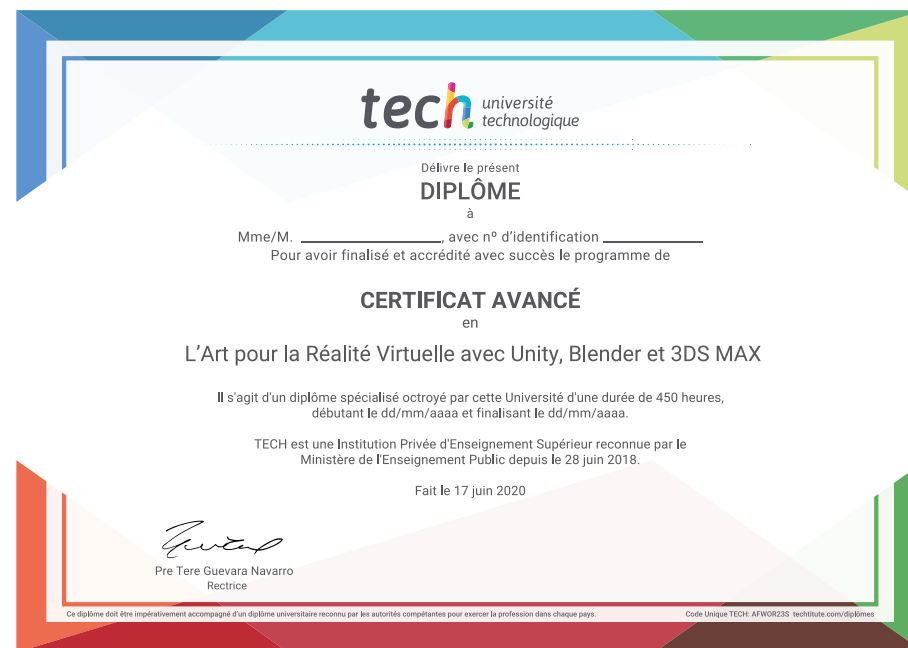 tech université
technologique
Délivre le présent
DIPLÔME
à
Mme/M. ____________________, avec nº d'identification ______________
Pour avoir finalisé et accrédité avec succès le programme de
CERTIFICAT AVANCÉ
en
L'Art pour la Réalité Virtuelle avec Unity, Blender et 3DS MAX
Il s'agit d'un diplôme spécialisé octroyé par cette Université d'une durée de 450 heures,
débutant le dd/mm/aaaa et finalisant le dd/mm/aaaa.
TECH est une Institution Privée d'Enseignement Supérieur reconnue par le
Ministère de l'Enseignement Public depuis le 28 juin 2018.
Fait le 17 juin 2020
Pre Tere Guevara Navarro
Rectrice
Ce diplôme doit être impérativement accompagné d'un diplôme universitaire reconnu par les autorités compétantes pour exercer la profession dans chaque pays.
Code Unique TECH: AFWOR23S techtitute.com/diplômes